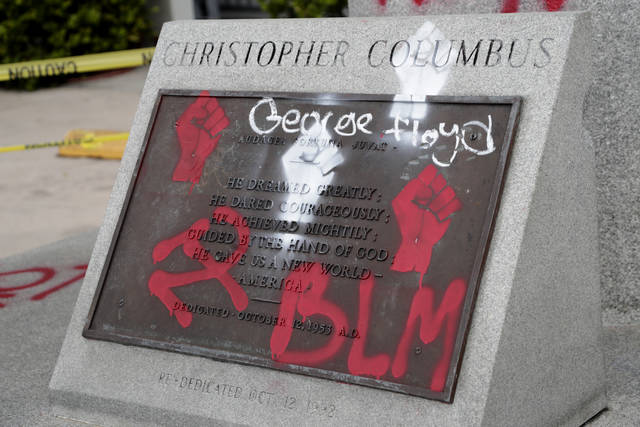 CAUTION
CHRISTOPHER COLUMBUS
George Floyd
AUDACES FORTUNA JUVAT -
HE DREAMED GREATLY;
HE DARED COURAGEOUSLY;
HE ACHIEVED MIGHTILY;
GUIDED BY THE HAND OF GOD;
HE GAVE US A NEW WORLD -
AMERICA.
DEDICATED - OCTOBER 12, 1953 A.D.
BLM
RE-DEDICATED OCT 12 1992